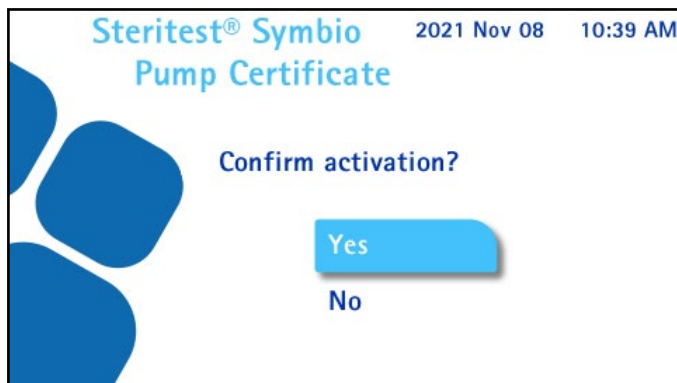 Steritest® Symbio 2021 Nov 08 10:39 AM
Pump Certificate
Confirm activation?
Yes
No